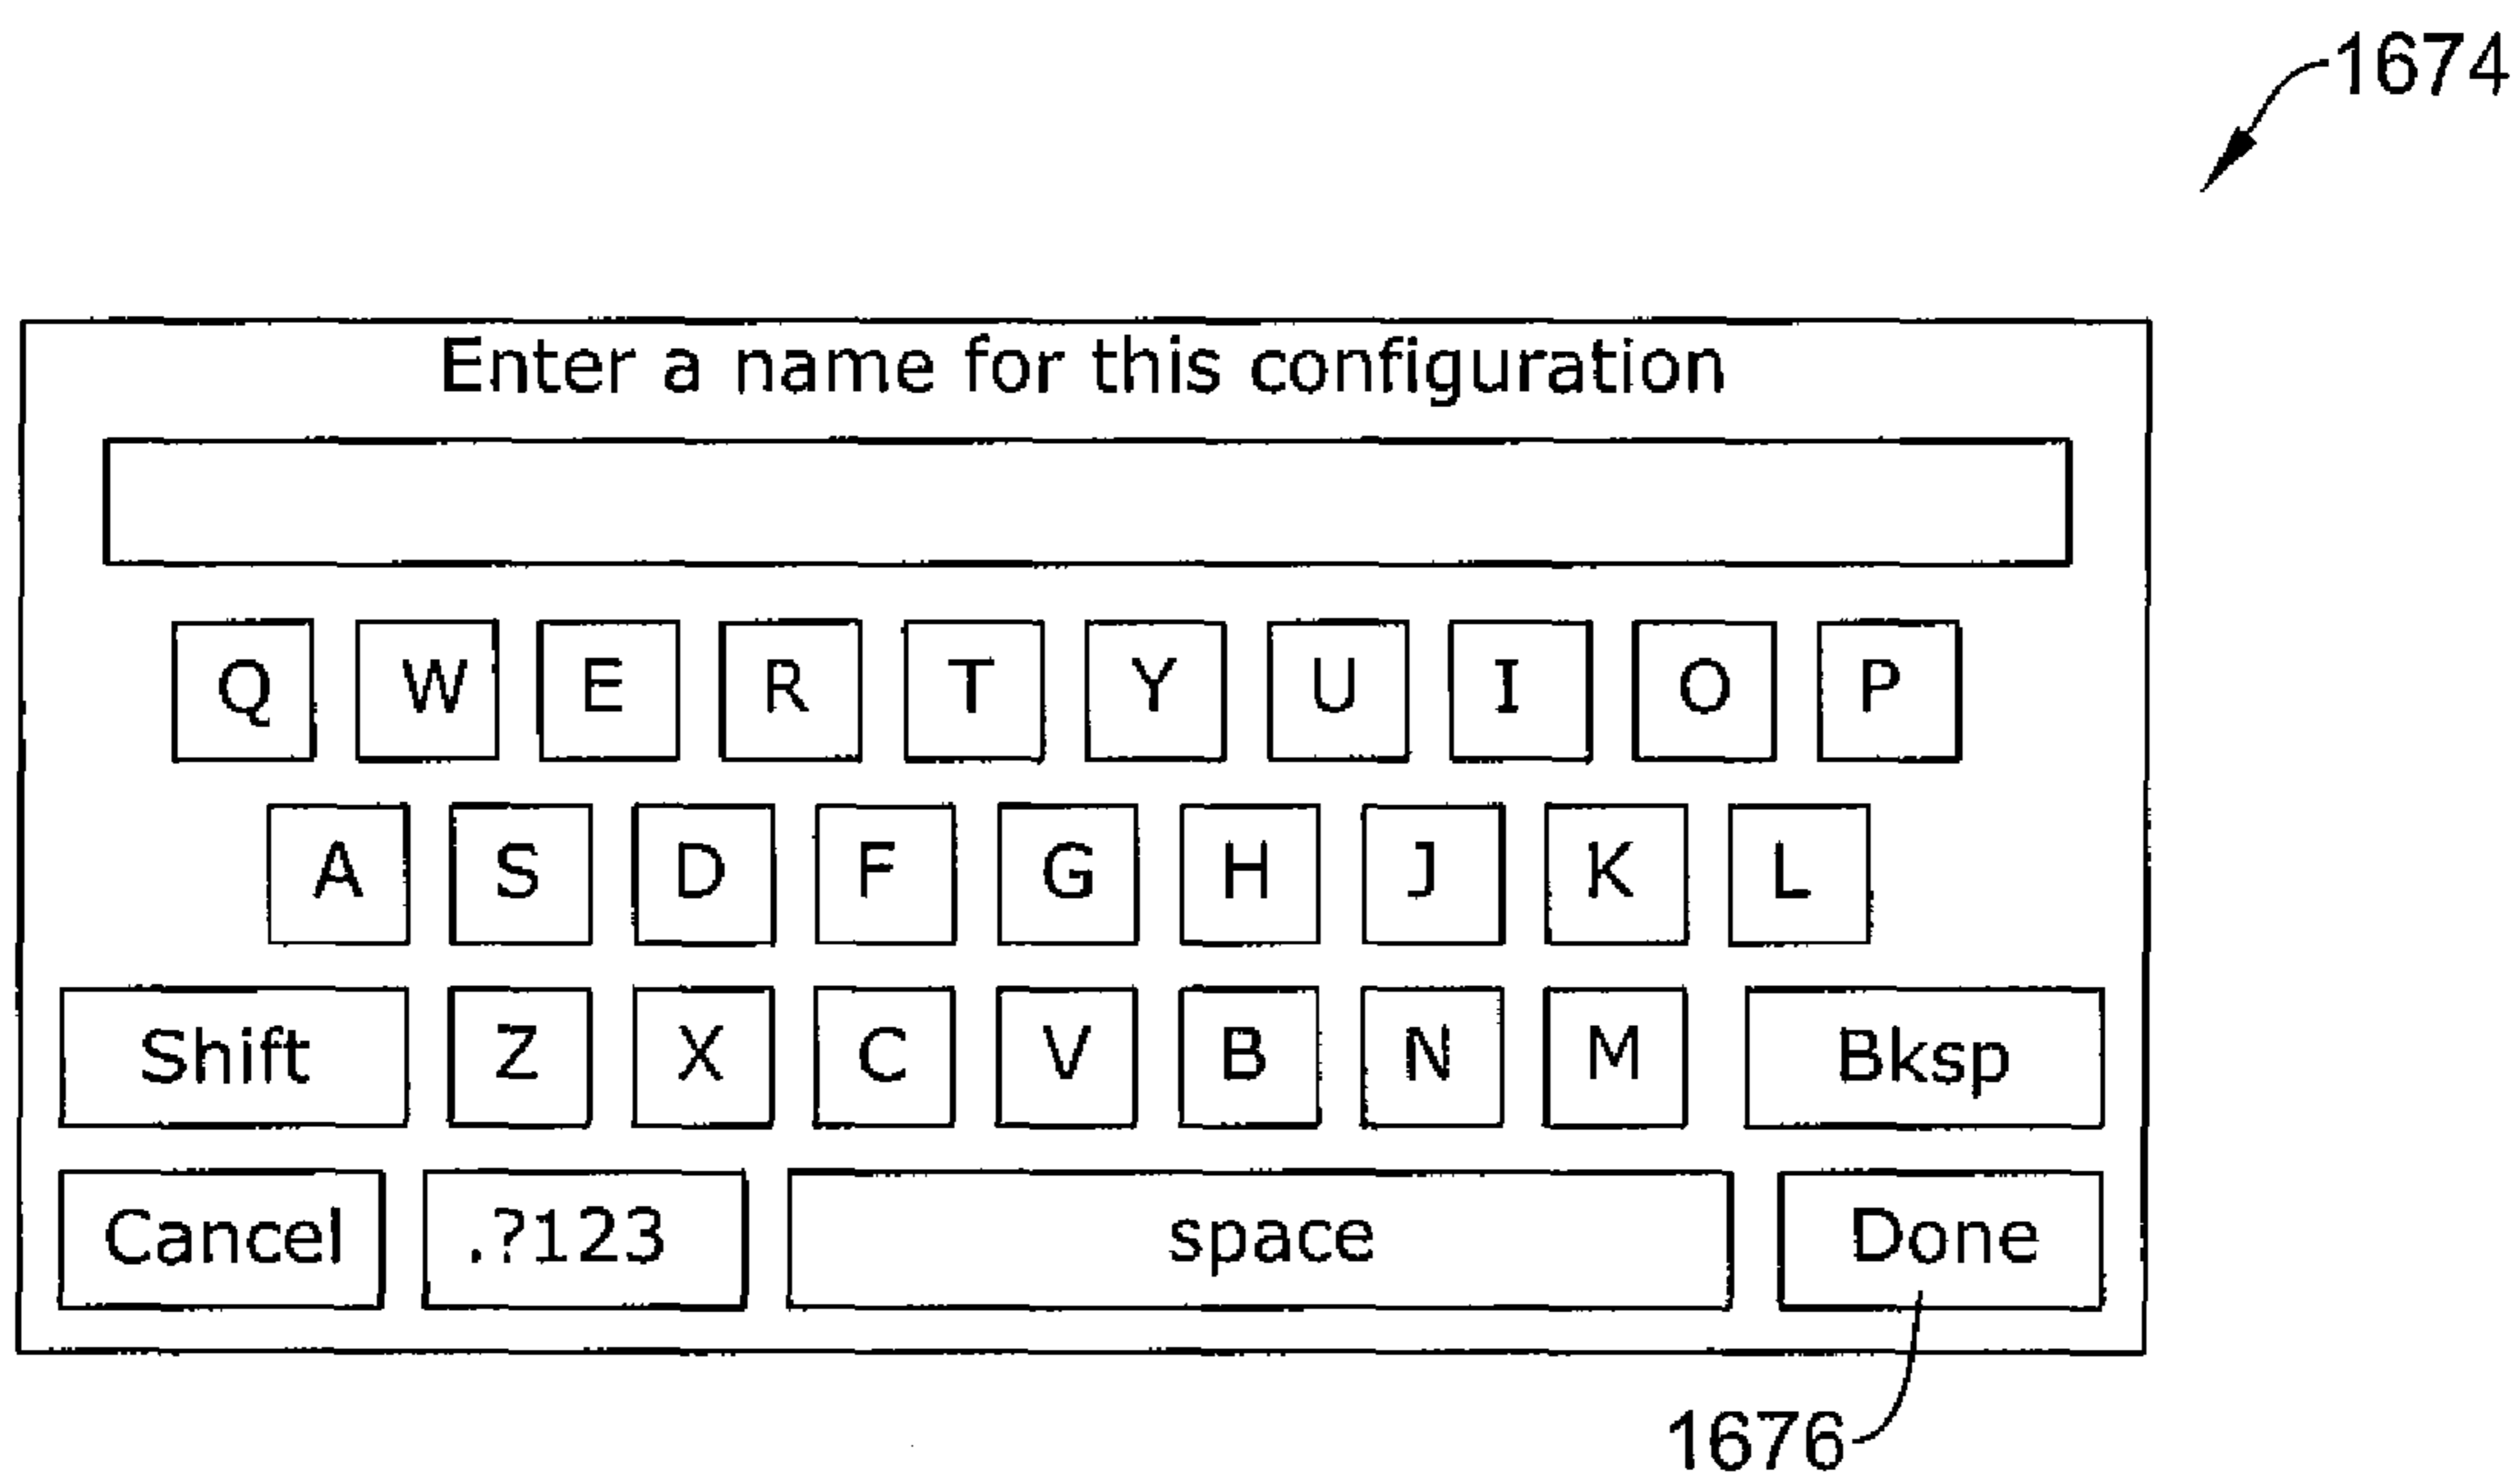 1674
Enter a name for this configuration
Q W E R T Y U I O P
A S D F G H J K L
Shift Z X C V B N M Bksp
Cancel .?123 space Done
1676